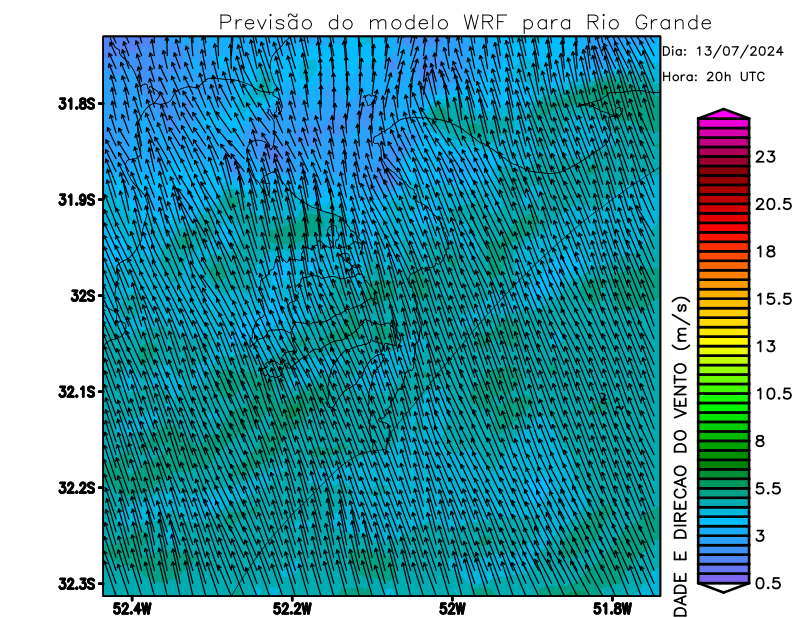 Previsão do modelo WRF para Rio Grande
Dia: 13/07/2024
Hora: 20h UTC
31.8S
31.9S
32S
32.1S
32.2S
32.3S
52.4W
52.2W
52W
51.8W
DADE E DIRECAO DO VENTO (m/s)
23
20.5
18
15.5
13
10.5
8
5.5
3
0.5